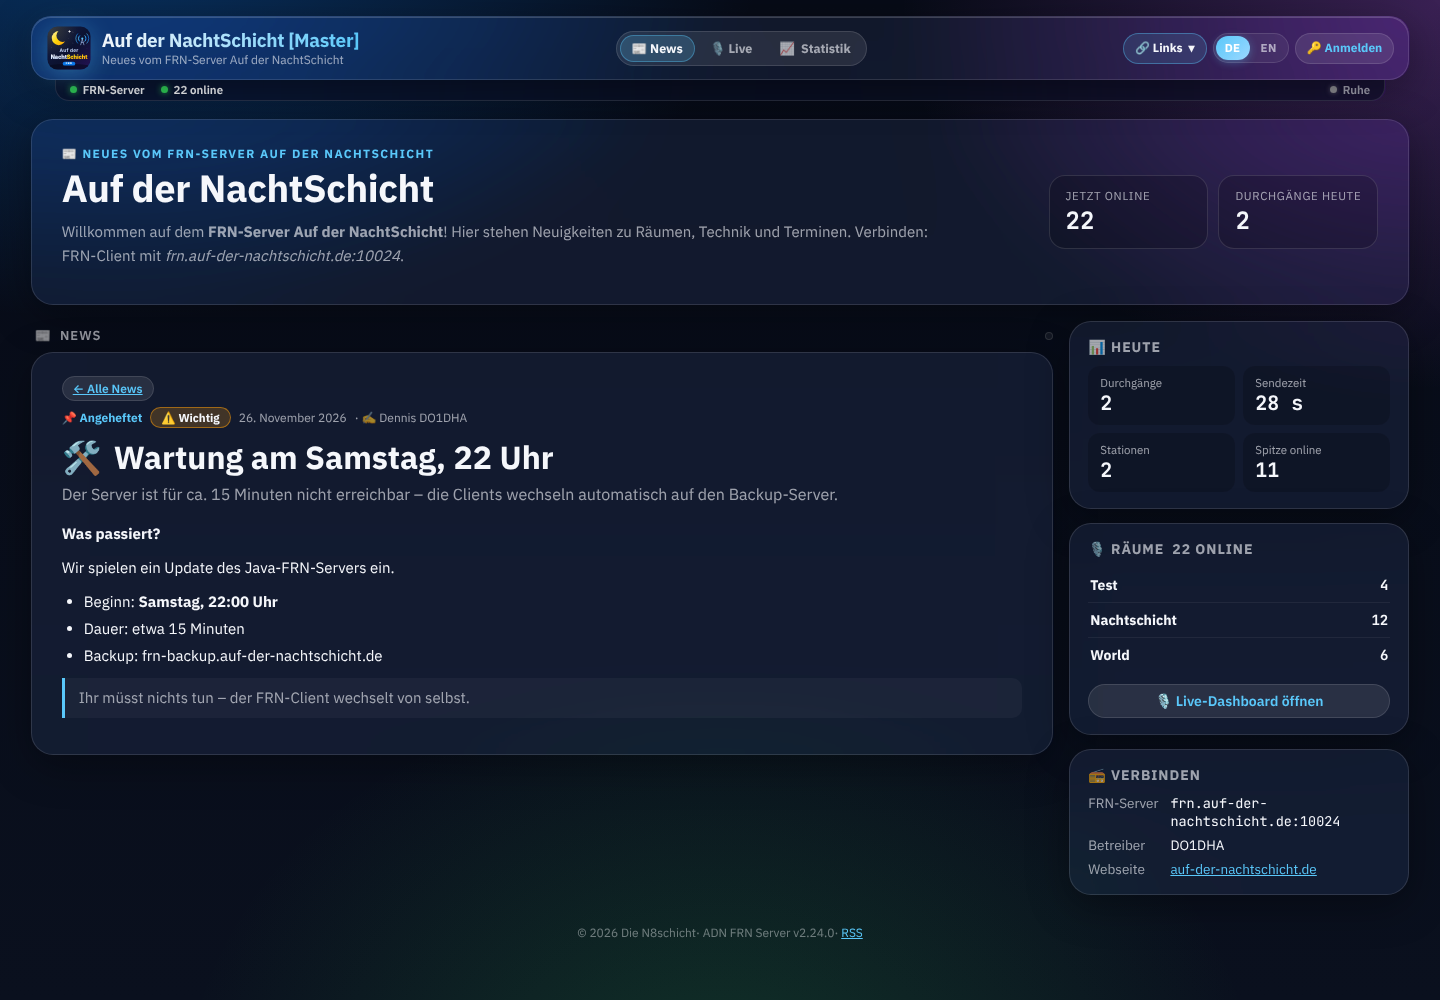 Auf der NachtSchicht [Master]
Neues vom FRN-Server Auf der NachtSchicht
📰 News
🎙️ Live
📈 Statistik
🔗 Links ▼
DE
EN
🔑 Anmelden
FRN-Server
22 online
Ruhe
📰 NEUES VOM FRN-SERVER AUF DER NACHTSCHICHT
Auf der NachtSchicht
Willkommen auf dem FRN-Server Auf der NachtSchicht! Hier stehen Neuigkeiten zu Räumen, Technik und Terminen. Verbinden:
FRN-Client mit frn.auf-der-nachtschicht.de:10024.
JETZT ONLINE
22
DURCHGÄNGE HEUTE
2
📰 NEWS
← Alle News
📌 Angeheftet ⚠️ Wichtig 26. November 2026 · ✍️ Dennis DO1DHA
🛠️ Wartung am Samstag, 22 Uhr
Der Server ist für ca. 15 Minuten nicht erreichbar – die Clients wechseln automatisch auf den Backup-Server.
Was passiert?
Wir spielen ein Update des Java-FRN-Servers ein.
• Beginn: Samstag, 22:00 Uhr
• Dauer: etwa 15 Minuten
• Backup: frn-backup.auf-der-nachtschicht.de
Ihr müsst nichts tun – der FRN-Client wechselt von selbst.
📊 HEUTE
Durchgänge
2
Sendezeit
28 s
Stationen
2
Spitze online
11
🎙️ RÄUME 22 ONLINE
Test 4
Nachtschicht 12
World 6
🎙️ Live-Dashboard öffnen
📻 VERBINDEN
FRN-Server frn.auf-der-
nachtschicht.de:10024
Betreiber DO1DHA
Webseite auf-der-nachtschicht.de
© 2026 Die N8schicht· ADN FRN Server v2.24.0· RSS